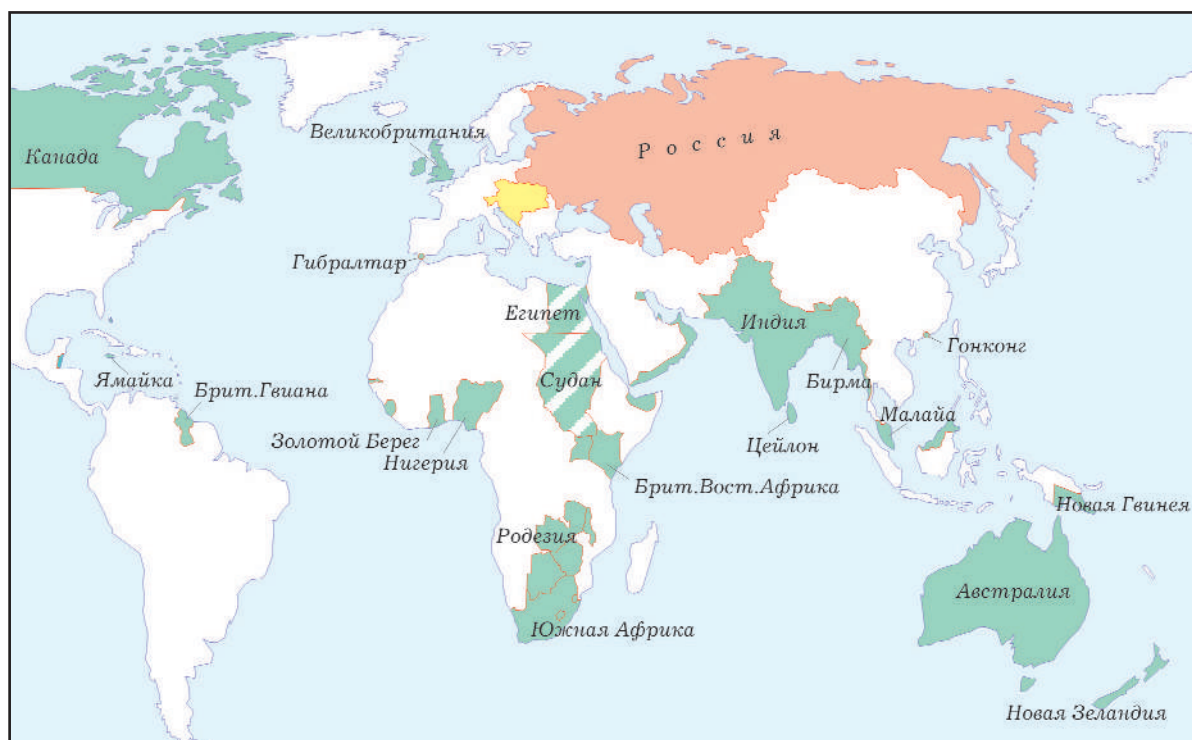 Великобритания
Россия
Канада
Гибралтар
Египет
Индия
Гонконг
Судан
Ямайка
Бирма
Брит.Гвиана
Малайа
Золотой Берег
Цейлон
Нигерия
Брит.Вост.Африка
Новая Гвинея
Родезия
Австралия
Южная Африка
Новая Зеландия